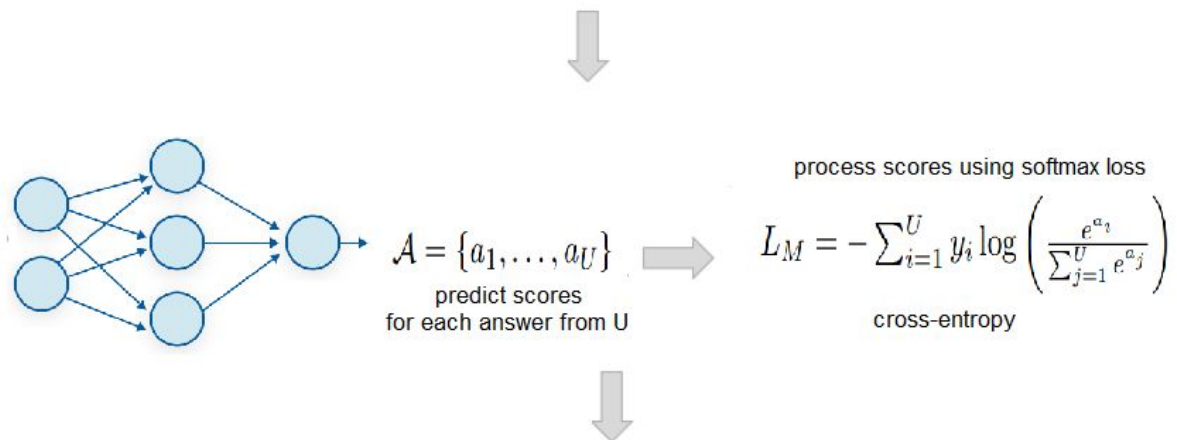 process scores using softmax loss
A = {a_1, ..., a_U}
L_M = -∑_{i=1}^{U} y_i log ( e^{a_i} / ∑_{j=1}^{U} e^{a_j} )
predict scores
for each answer from U
cross-entropy